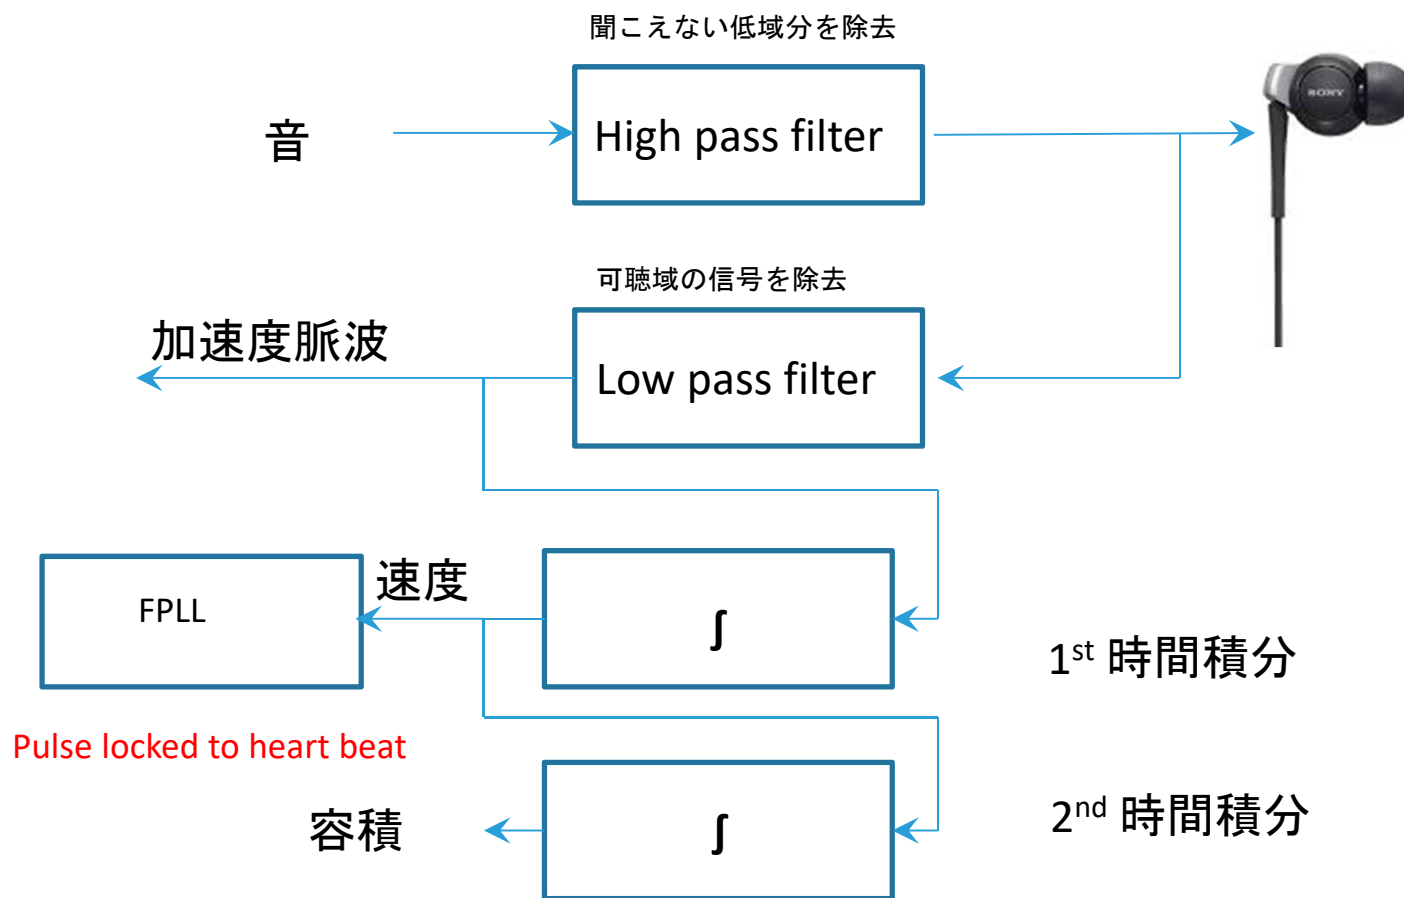 聞こえない低域分を除去
音
High pass filter
SONY
可聴域の信号を除去
加速度脈波
Low pass filter
速度
FPLL
∫
1st 時間積分
Pulse locked to heart beat
容積
∫
2nd 時間積分